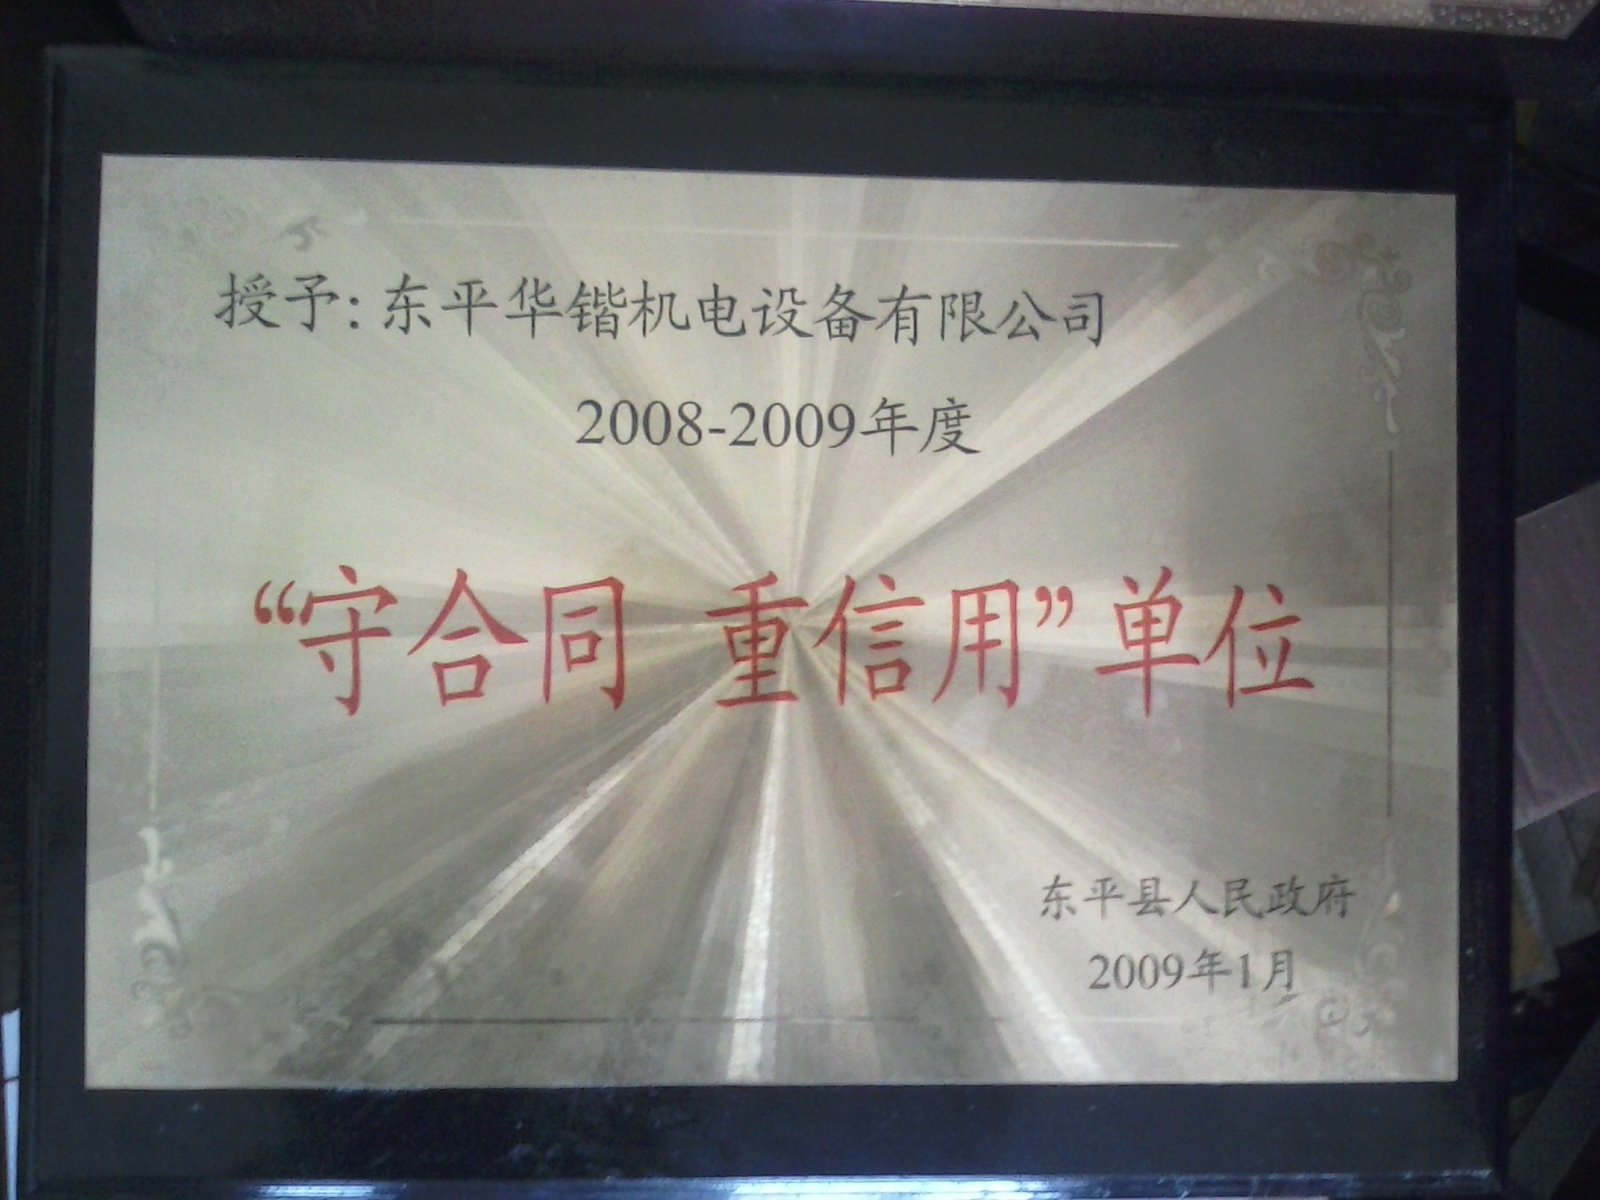 授予:东平华锴机电设备有限公司
2008-2009年度
“守合同 重信用”单位
东平县人民政府
2009年1月